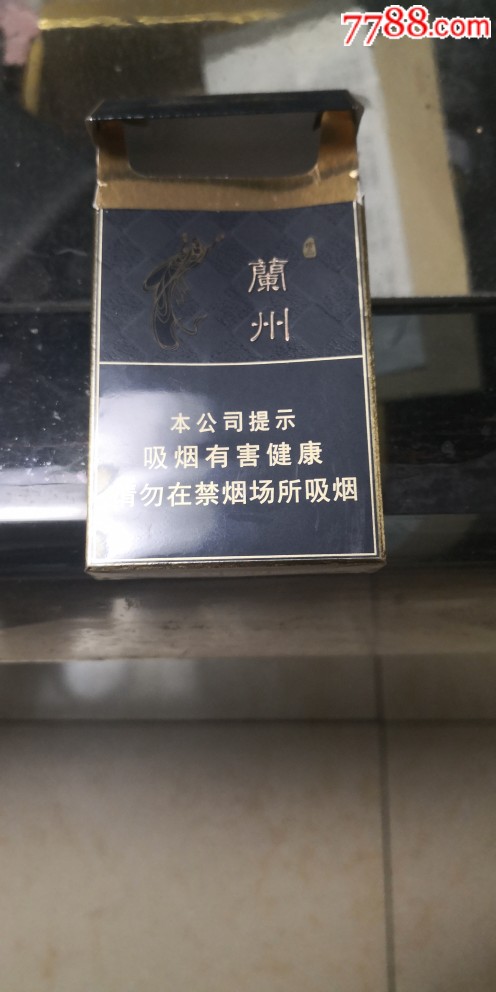 7788.com
蘭
州
本公司提示
吸烟有害健康
请勿在禁烟场所吸烟